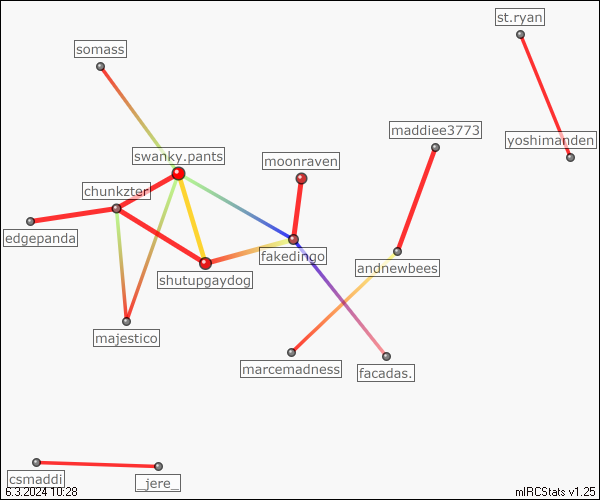 st.ryan
somass
maddiee3773
yoshimanden
swanky.pants
moonraven
chunkzter
edgepanda
fakedingo
andnewbees
shutupgaydog
majestico
marcemadness
facadas.
csmaddi
_jere_
6.3.2024 10:28
mIRCStats v1.25